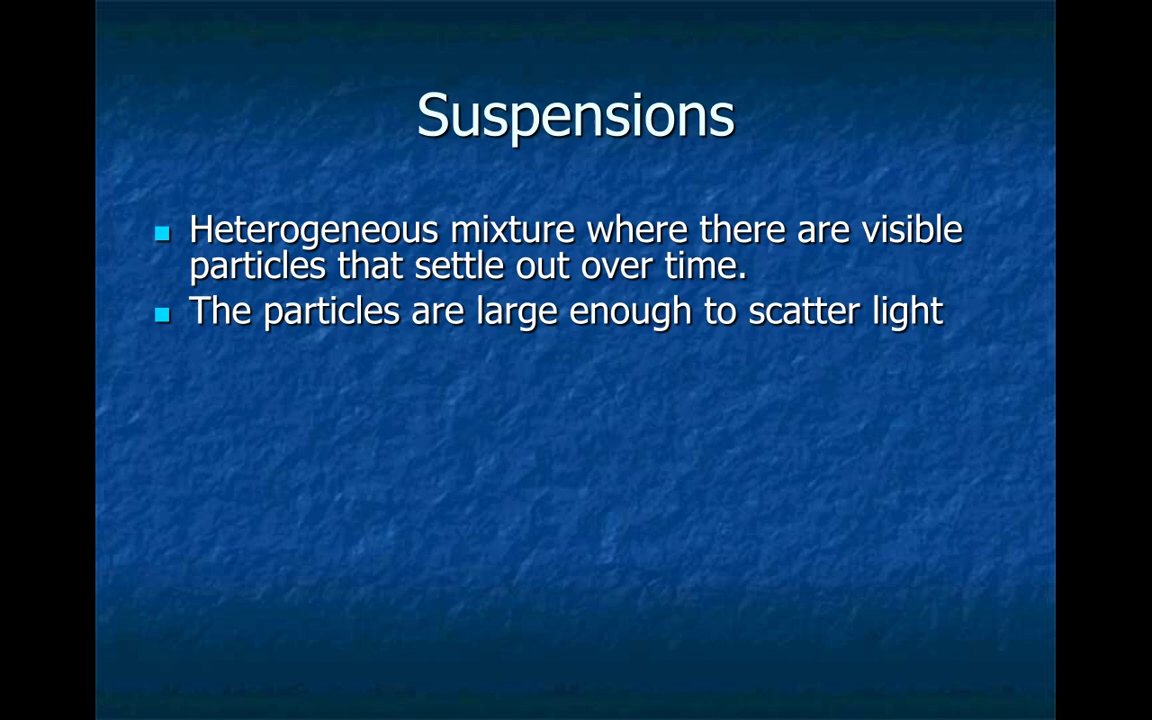 Suspensions
Heterogeneous mixture where there are visible
particles that settle out over time.
The particles are large enough to scatter light